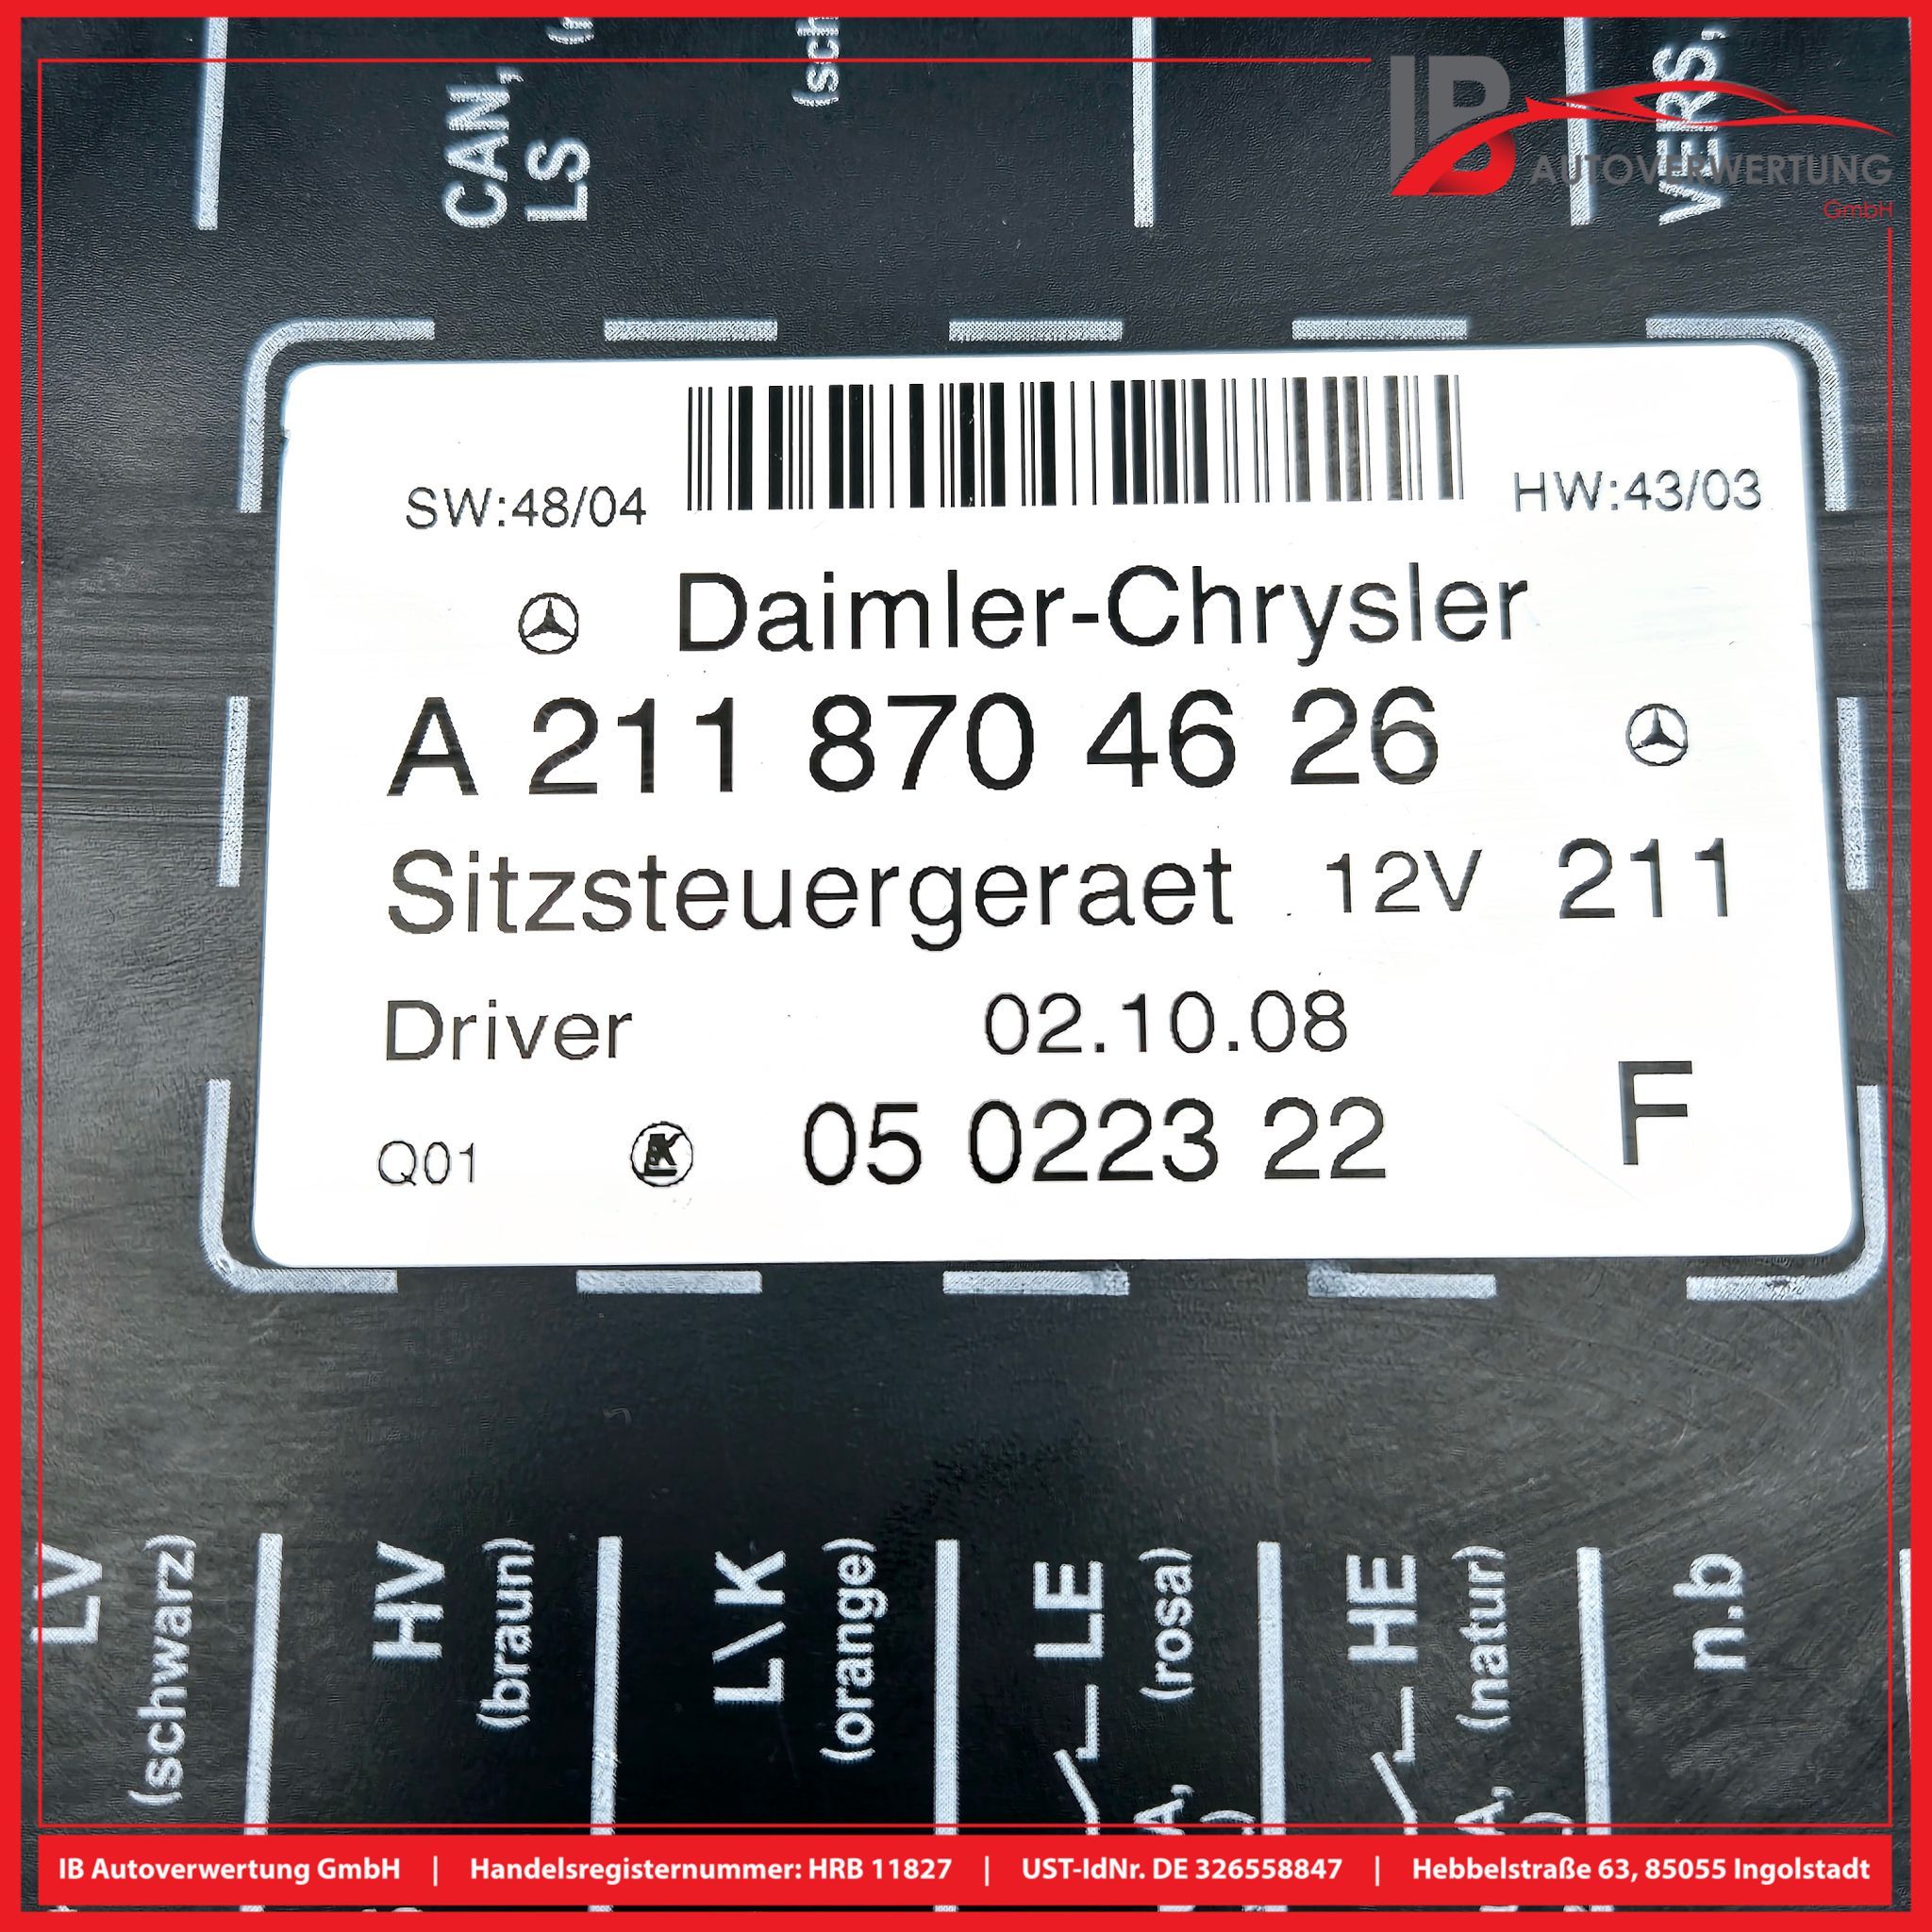 CAN,
LS
(sch
VERS,
IB
AUTOVERWERTUNG
GmbH
SW:48/04
HW:43/03
Daimler-Chrysler
A 211 870 46 26
Sitzsteuergeraet 12V 211
Driver 02.10.08
Q01 05 0223 22 F
LV
(schwarz)
HV
(braun)
L\K
(orange)
LE
(rosa)
HE
(natur)
n.b
A,
A,
IB Autoverwertung GmbH | Handelsregisternummer: HRB 11827 | UST-IdNr. DE 326558847 | Hebbelstraße 63, 85055 Ingolstadt